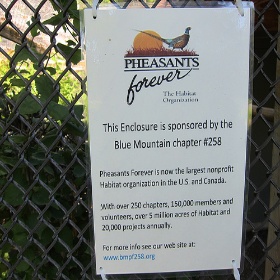 PHEASANTS
forever
The Habitat
Organization
This Enclosure is sponsored by the
Blue Mountain chapter #258
Pheasants Forever is now the largest nonprofit
Habitat organization in the U.S. and Canada.
With over 250 chapters, 150,000 members and
volunteers, over 5 million acres of Habitat and
20,000 projects annually.
For more info see our web site at:
www.bmpf258.org